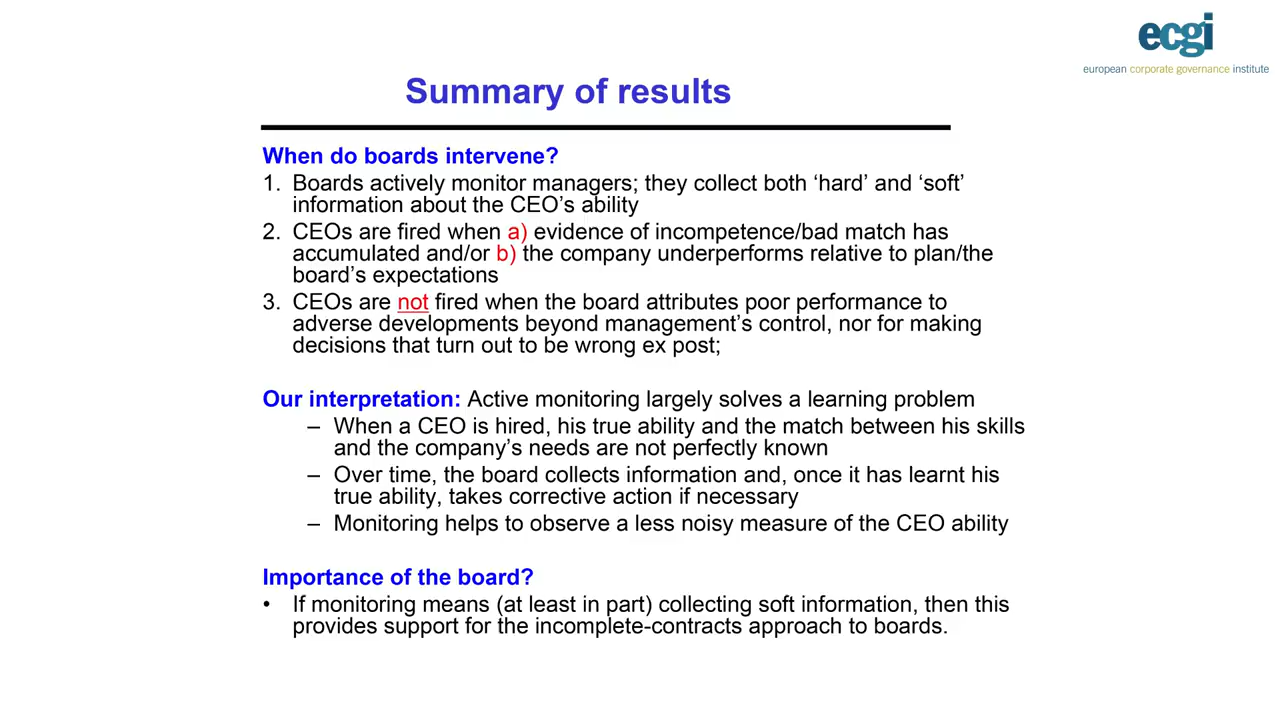 ecgi
european corporate governance institute
Summary of results
When do boards intervene?
1. Boards actively monitor managers; they collect both ‘hard’ and ‘soft’
information about the CEO’s ability
2. CEOs are fired when a) evidence of incompetence/bad match has
accumulated and/or b) the company underperforms relative to plan/the
board’s expectations
3. CEOs are not fired when the board attributes poor performance to
adverse developments beyond management’s control, nor for making
decisions that turn out to be wrong ex post;
Our interpretation: Active monitoring largely solves a learning problem
– When a CEO is hired, his true ability and the match between his skills
and the company’s needs are not perfectly known
– Over time, the board collects information and, once it has learnt his
true ability, takes corrective action if necessary
– Monitoring helps to observe a less noisy measure of the CEO ability
Importance of the board?
• If monitoring means (at least in part) collecting soft information, then this
provides support for the incomplete-contracts approach to boards.